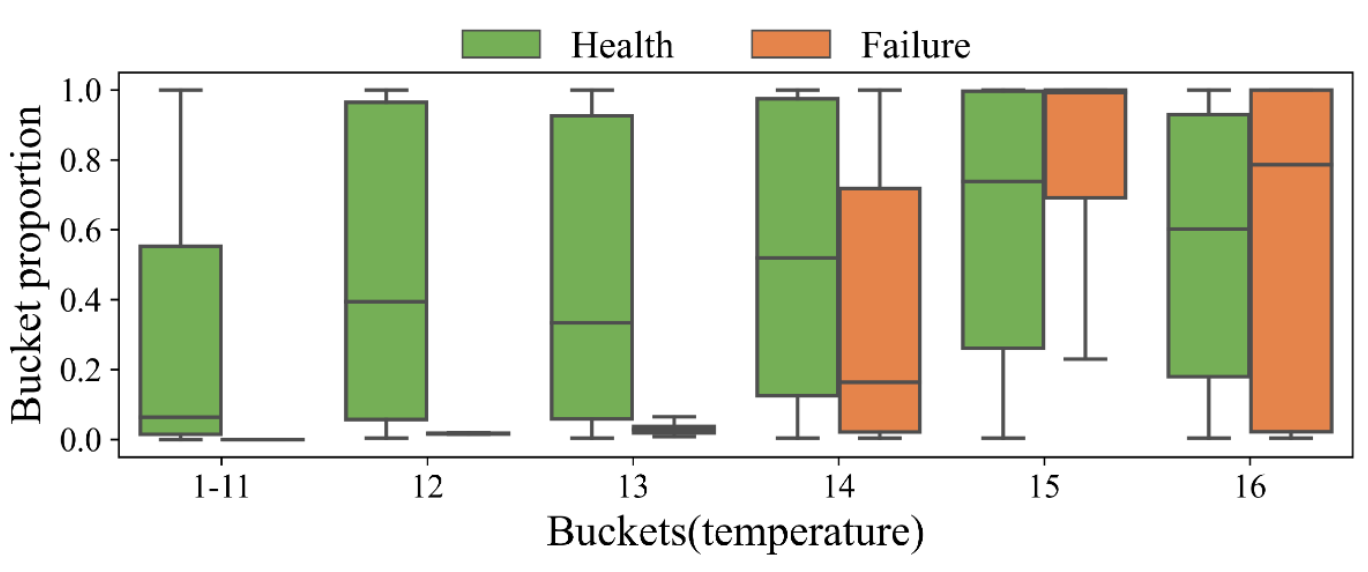 Health Failure
Bucket proportion
1.0
0.8
0.6
0.4
0.2
0.0
1-11 12 13 14 15 16
Buckets(temperature)